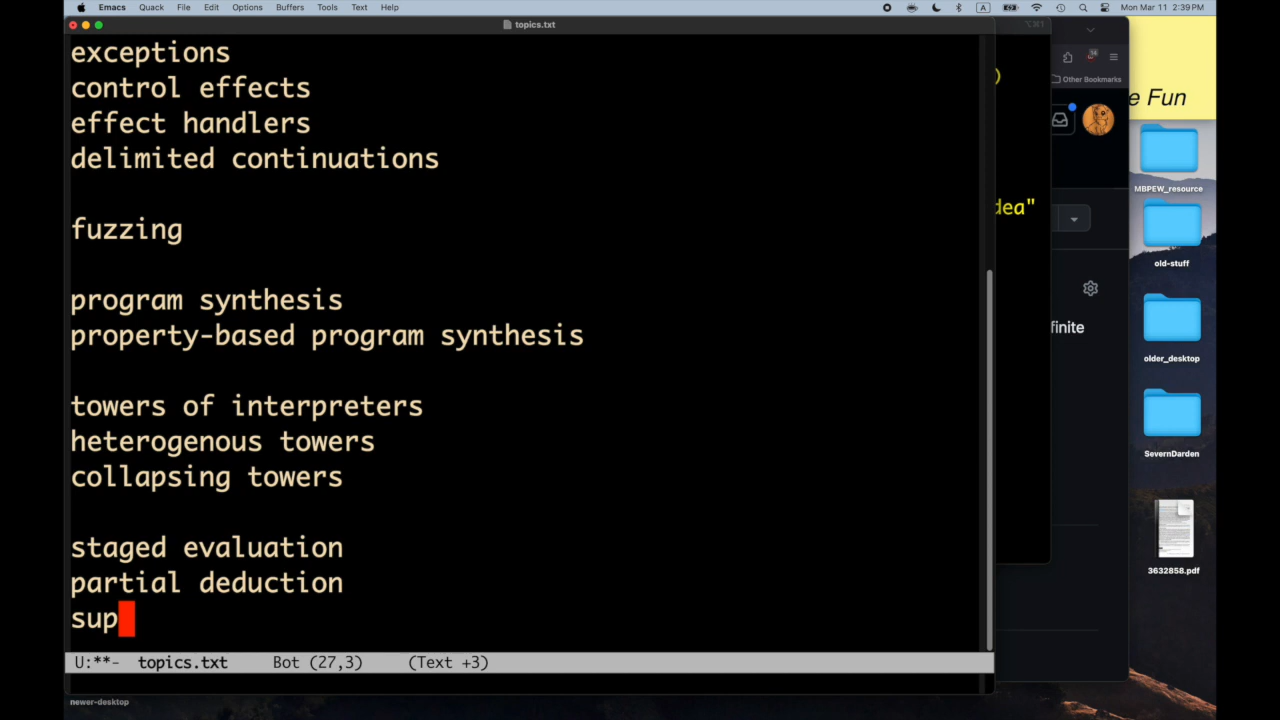 Emacs Quack File Edit Options Buffers Tools Text Help
A
Mon Mar 11 2:39 PM
topics.txt
⌥⌘1
exceptions
control effects
effect handlers
delimited continuations
fuzzing
program synthesis
property-based program synthesis
towers of interpreters
heterogenous towers
collapsing towers
staged evaluation
partial deduction
sup
U:**- topics.txt Bot (27,3) (Text +3)
newer-desktop
)
dea"
14
Other Bookmarks
finite
e Fun
MBPEW_resource
old-stuff
older_desktop
SevernDarden
3632858.pdf